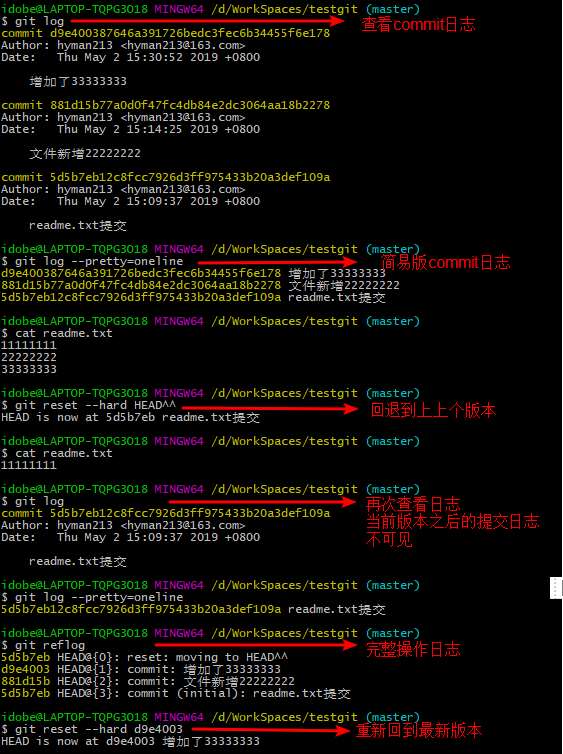 idobe@LAPTOP-TQPG3O18 MINGW64 /d/WorkSpaces/testgit (master)
$ git log
查看commit日志
commit d9e400387646a391726bedc3fec6b34455f6e178
Author: hyman213 <hyman213@163.com>
Date:   Thu May 2 15:30:52 2019 +0800
增加了33333333
commit 881d15b77a0d0f47fc4db84e2dc3064aa18b2278
Author: hyman213 <hyman213@163.com>
Date:   Thu May 2 15:14:25 2019 +0800
文件新增22222222
commit 5d5b7eb12c8fcc7926d3ff975433b20a3def109a
Author: hyman213 <hyman213@163.com>
Date:   Thu May 2 15:09:37 2019 +0800
readme.txt提交
idobe@LAPTOP-TQPG3O18 MINGW64 /d/WorkSpaces/testgit (master)
$ git log --pretty=oneline
简易版commit日志
d9e400387646a391726bedc3fec6b34455f6e178 增加了33333333
881d15b77a0d0f47fc4db84e2dc3064aa18b2278 文件新增22222222
5d5b7eb12c8fcc7926d3ff975433b20a3def109a readme.txt提交
idobe@LAPTOP-TQPG3O18 MINGW64 /d/WorkSpaces/testgit (master)
$ cat readme.txt
11111111
22222222
33333333
idobe@LAPTOP-TQPG3O18 MINGW64 /d/WorkSpaces/testgit (master)
$ git reset --hard HEAD^^
回退到上上个版本
HEAD is now at 5d5b7eb readme.txt提交
idobe@LAPTOP-TQPG3O18 MINGW64 /d/WorkSpaces/testgit (master)
$ cat readme.txt
11111111
idobe@LAPTOP-TQPG3O18 MINGW64 /d/WorkSpaces/testgit (master)
$ git log
再次查看日志
当前版本之后的提交日志
不可见
commit 5d5b7eb12c8fcc7926d3ff975433b20a3def109a
Author: hyman213 <hyman213@163.com>
Date:   Thu May 2 15:09:37 2019 +0800
readme.txt提交
idobe@LAPTOP-TQPG3O18 MINGW64 /d/WorkSpaces/testgit (master)
$ git log --pretty=oneline
5d5b7eb12c8fcc7926d3ff975433b20a3def109a readme.txt提交
idobe@LAPTOP-TQPG3O18 MINGW64 /d/WorkSpaces/testgit (master)
$ git reflog
完整操作日志
5d5b7eb HEAD@{0}: reset: moving to HEAD^^
d9e4003 HEAD@{1}: commit: 增加了33333333
881d15b HEAD@{2}: commit: 文件新增22222222
5d5b7eb HEAD@{3}: commit (initial): readme.txt提交
idobe@LAPTOP-TQPG3O18 MINGW64 /d/WorkSpaces/testgit (master)
$ git reset --hard d9e4003
重新回到最新版本
HEAD is now at d9e4003 增加了33333333